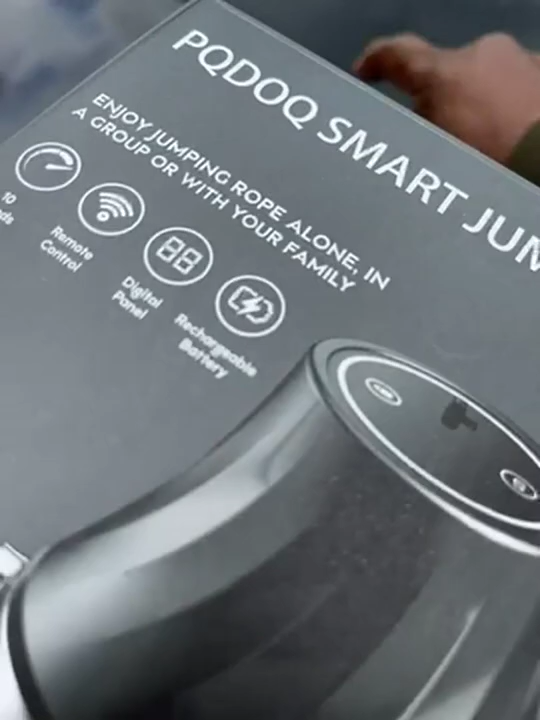 PQDOQ SMART JUM
ENJOY JUMPING ROPE ALONE, IN
A GROUP OR WITH YOUR FAMILY
10
Remote
Control
88
Digital
Panel
Rechargeable
Battery